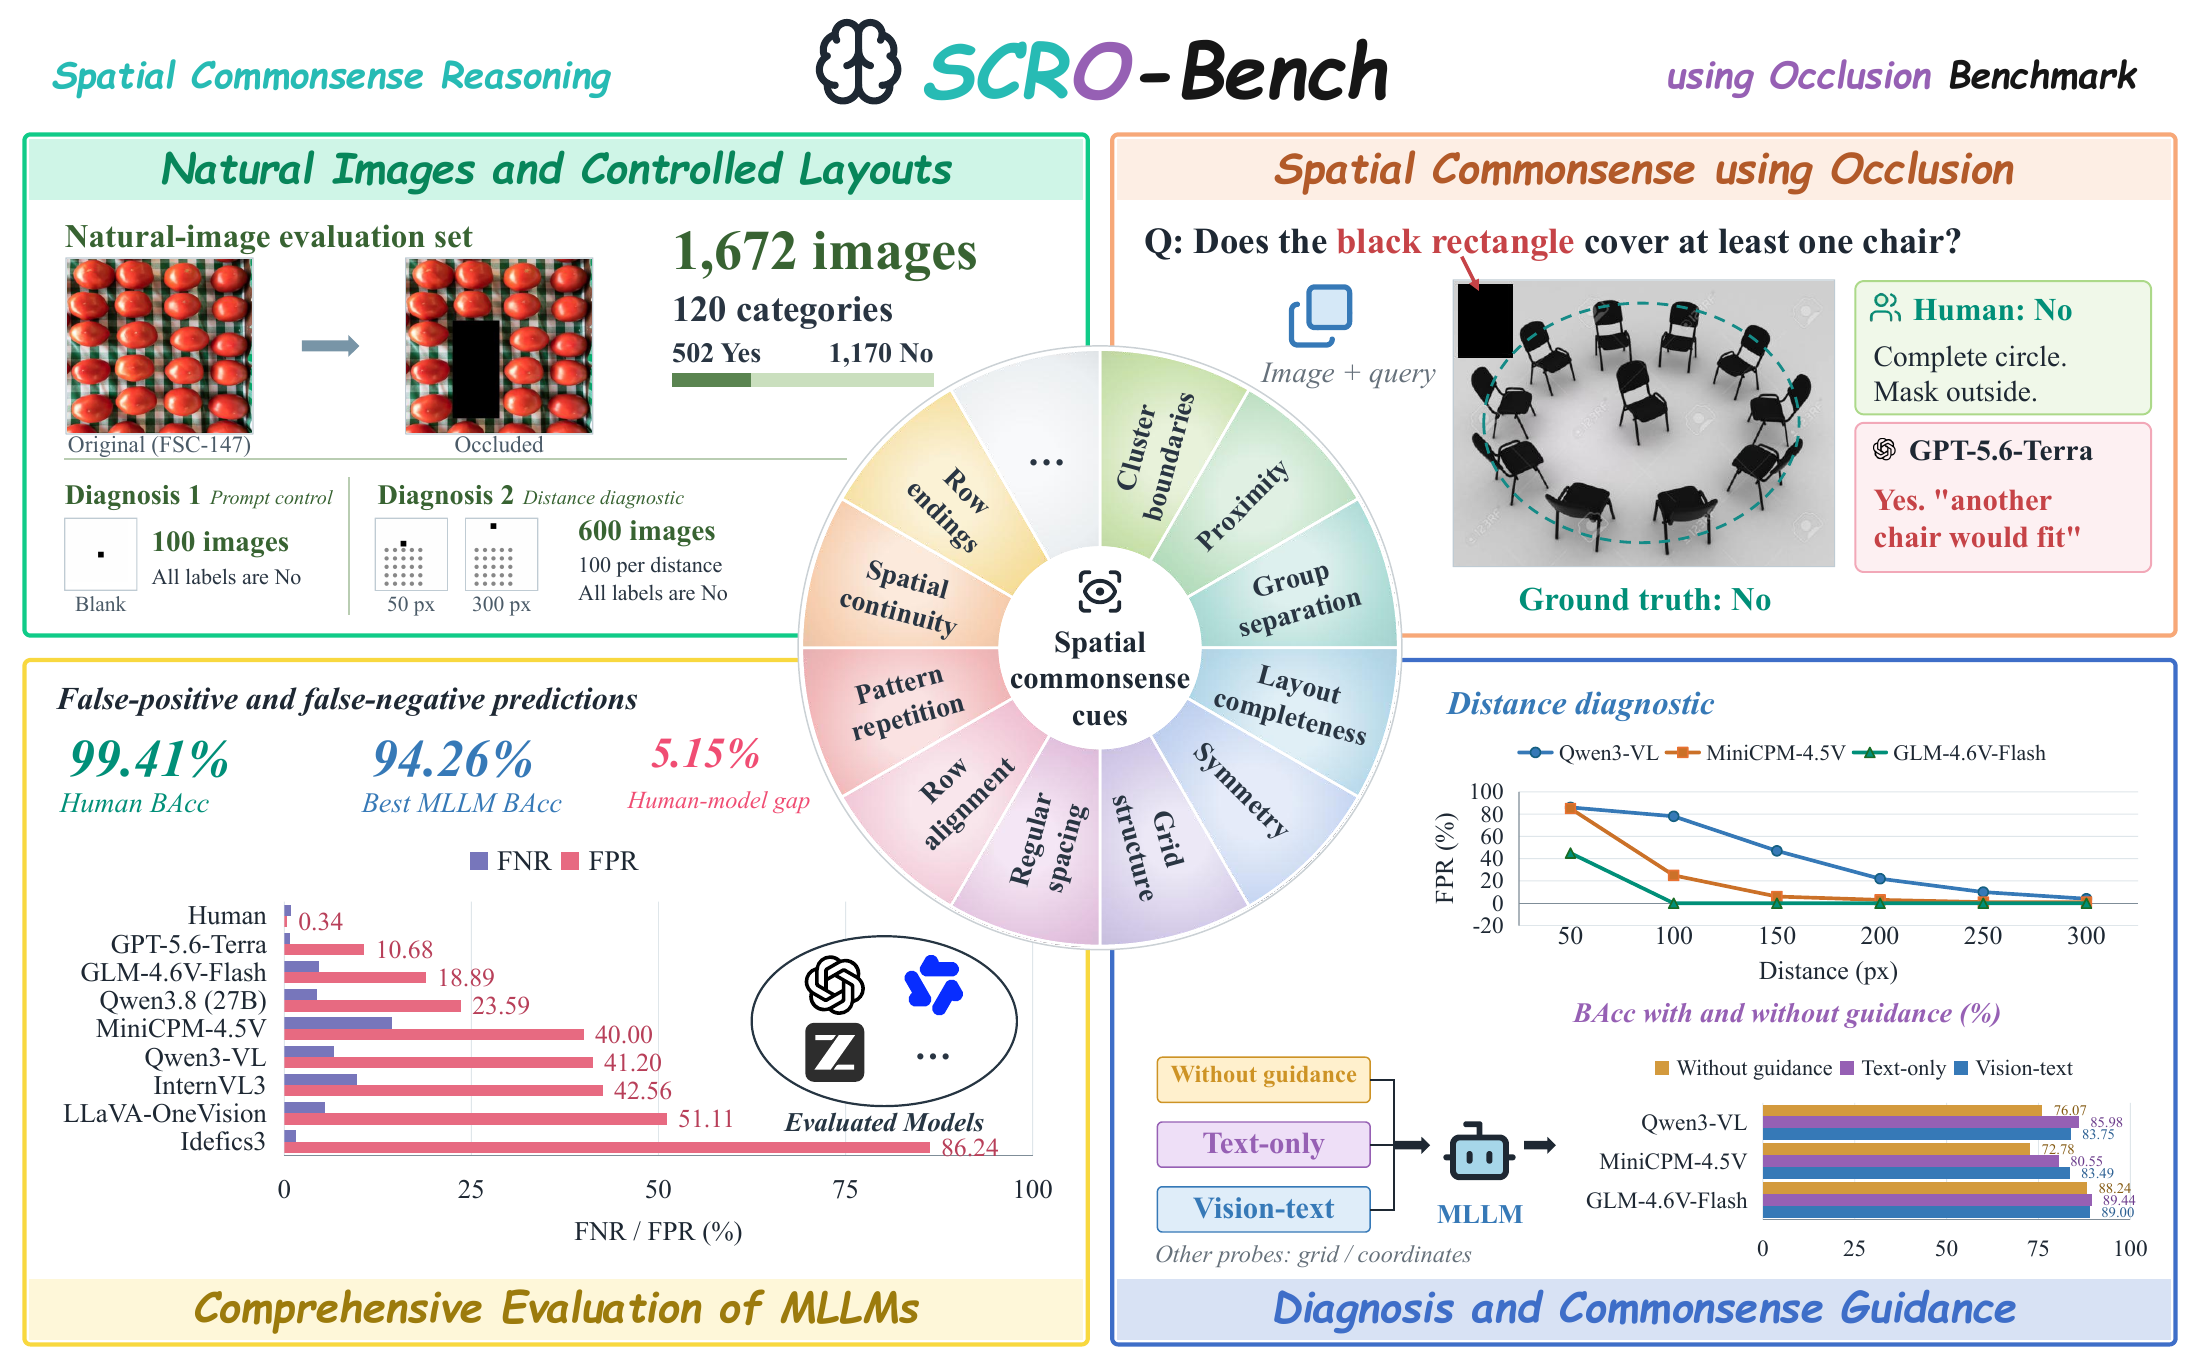 Spatial Commonsense Reasoning
SCRO-Bench
using Occlusion Benchmark
Natural Images and Controlled Layouts
Natural-image evaluation set
Original (FSC-147)
Occluded
1,672 images
120 categories
502 Yes
1,170 No
Diagnosis 1 Prompt control
Blank
100 images
All labels are No
Diagnosis 2 Distance diagnostic
50 px
300 px
600 images
100 per distance
All labels are No
Spatial Commonsense using Occlusion
Q: Does the black rectangle cover at least one chair?
Image + query
Human: No
Complete circle.
Mask outside.
GPT-5.6-Terra
Yes. "another
chair would fit"
Ground truth: No
Spatial
commonsense
cues
...
Cluster
boundaries
Proximity
Group
separation
Layout
completeness
Symmetry
Grid
structure
Regular
spacing
Row
alignment
Pattern
repetition
Spatial
continuity
Row
endings
False-positive and false-negative predictions
99.41%
Human BAcc
94.26%
Best MLLM BAcc
5.15%
Human-model gap
FNR FPR
Human 0.34
GPT-5.6-Terra 10.68
GLM-4.6V-Flash 18.89
Qwen3.8 (27B) 23.59
MiniCPM-4.5V 40.00
Qwen3-VL 41.20
InternVL3 42.56
LLaVA-OneVision 51.11
Idefics3 86.24
0 25 50 75 100
FNR / FPR (%)
...
Evaluated Models
Comprehensive Evaluation of MLLMs
Distance diagnostic
Qwen3-VL MiniCPM-4.5V GLM-4.6V-Flash
FPR (%)
100
80
60
40
20
0
-20
50 100 150 200 250 300
Distance (px)
BAcc with and without guidance (%)
Without guidance
Text-only
Vision-text
MLLM
Other probes: grid / coordinates
Without guidance Text-only Vision-text
Qwen3-VL
76.07
85.98
83.75
MiniCPM-4.5V
72.78
80.55
83.49
GLM-4.6V-Flash
88.24
89.44
89.00
0 25 50 75 100
Diagnosis and Commonsense Guidance